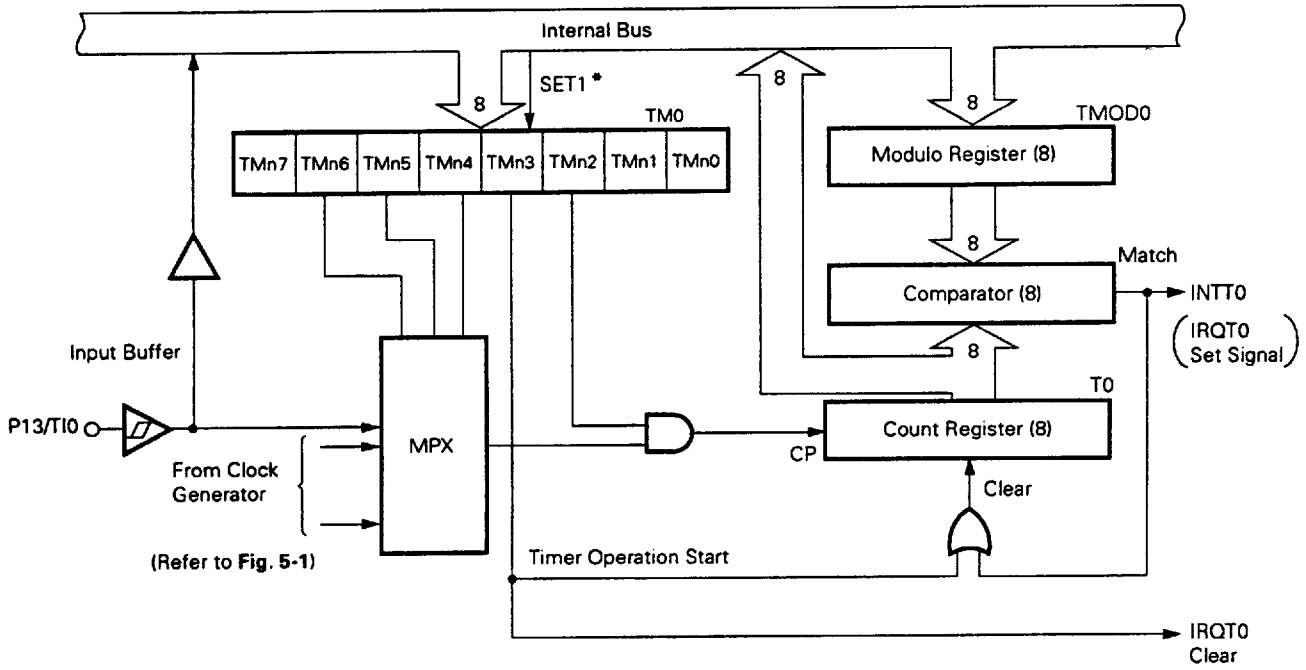 Internal Bus
SET1 *
8
8
8
TM0
TMOD0
TMn7 TMn6 TMn5 TMn4 TMn3 TMn2 TMn1 TMn0
Modulo Register (8)
8
Match
Comparator (8)
INTT0
(IRQT0
Set Signal)
8
Input Buffer
T0
P13/TI0
MPX
Count Register (8)
CP
From Clock
Generator
Clear
(Refer to Fig. 5-1)
Timer Operation Start
IRQT0
Clear